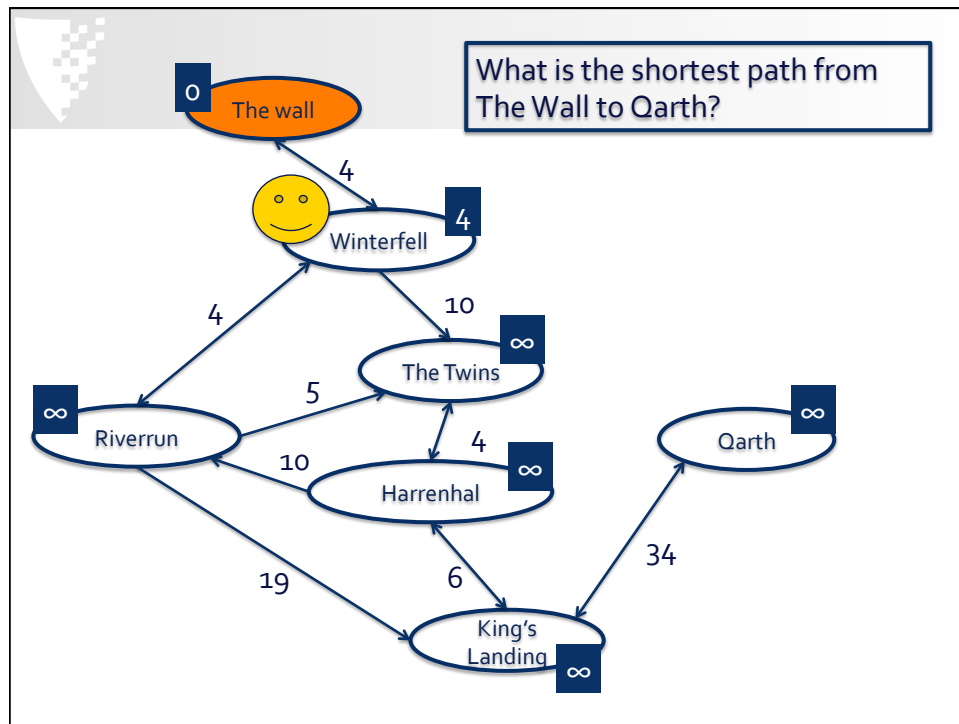 What is the shortest path from
The Wall to Qarth?
0
The wall
4
4
Winterfell
4
10
∞
The Twins
∞
5
∞
Riverrun
Qarth
4
10
∞
Harrenhal
34
19
6
King's
Landing
∞